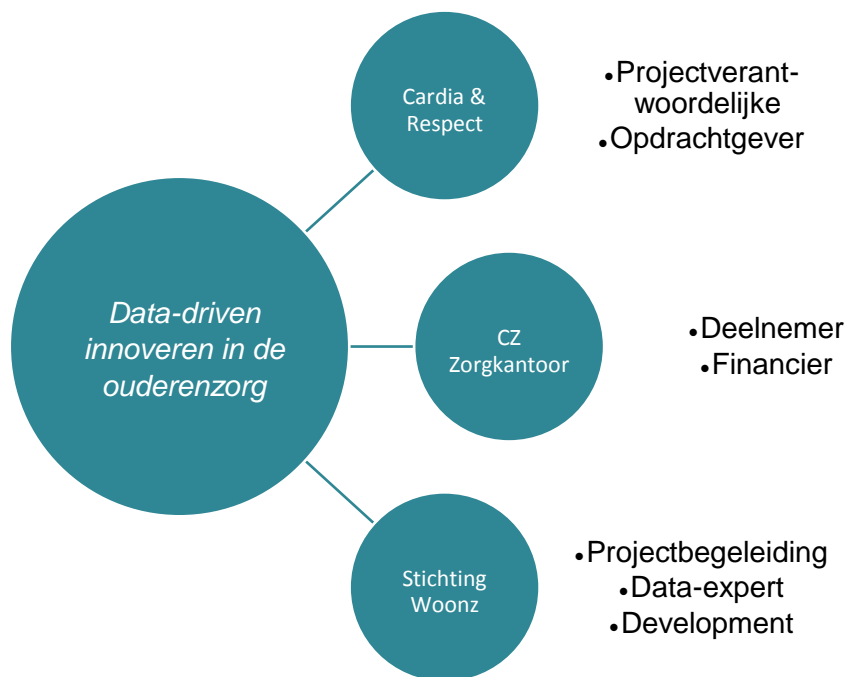 Data-driven
innoveren in de
ouderenzorg
Cardia &
Respect
•Projectverant-
woordelijke
•Opdrachtgever
CZ
Zorgkantoor
•Deelnemer
•Financier
Stichting
Woonz
•Projectbegeleiding
•Data-expert
•Development